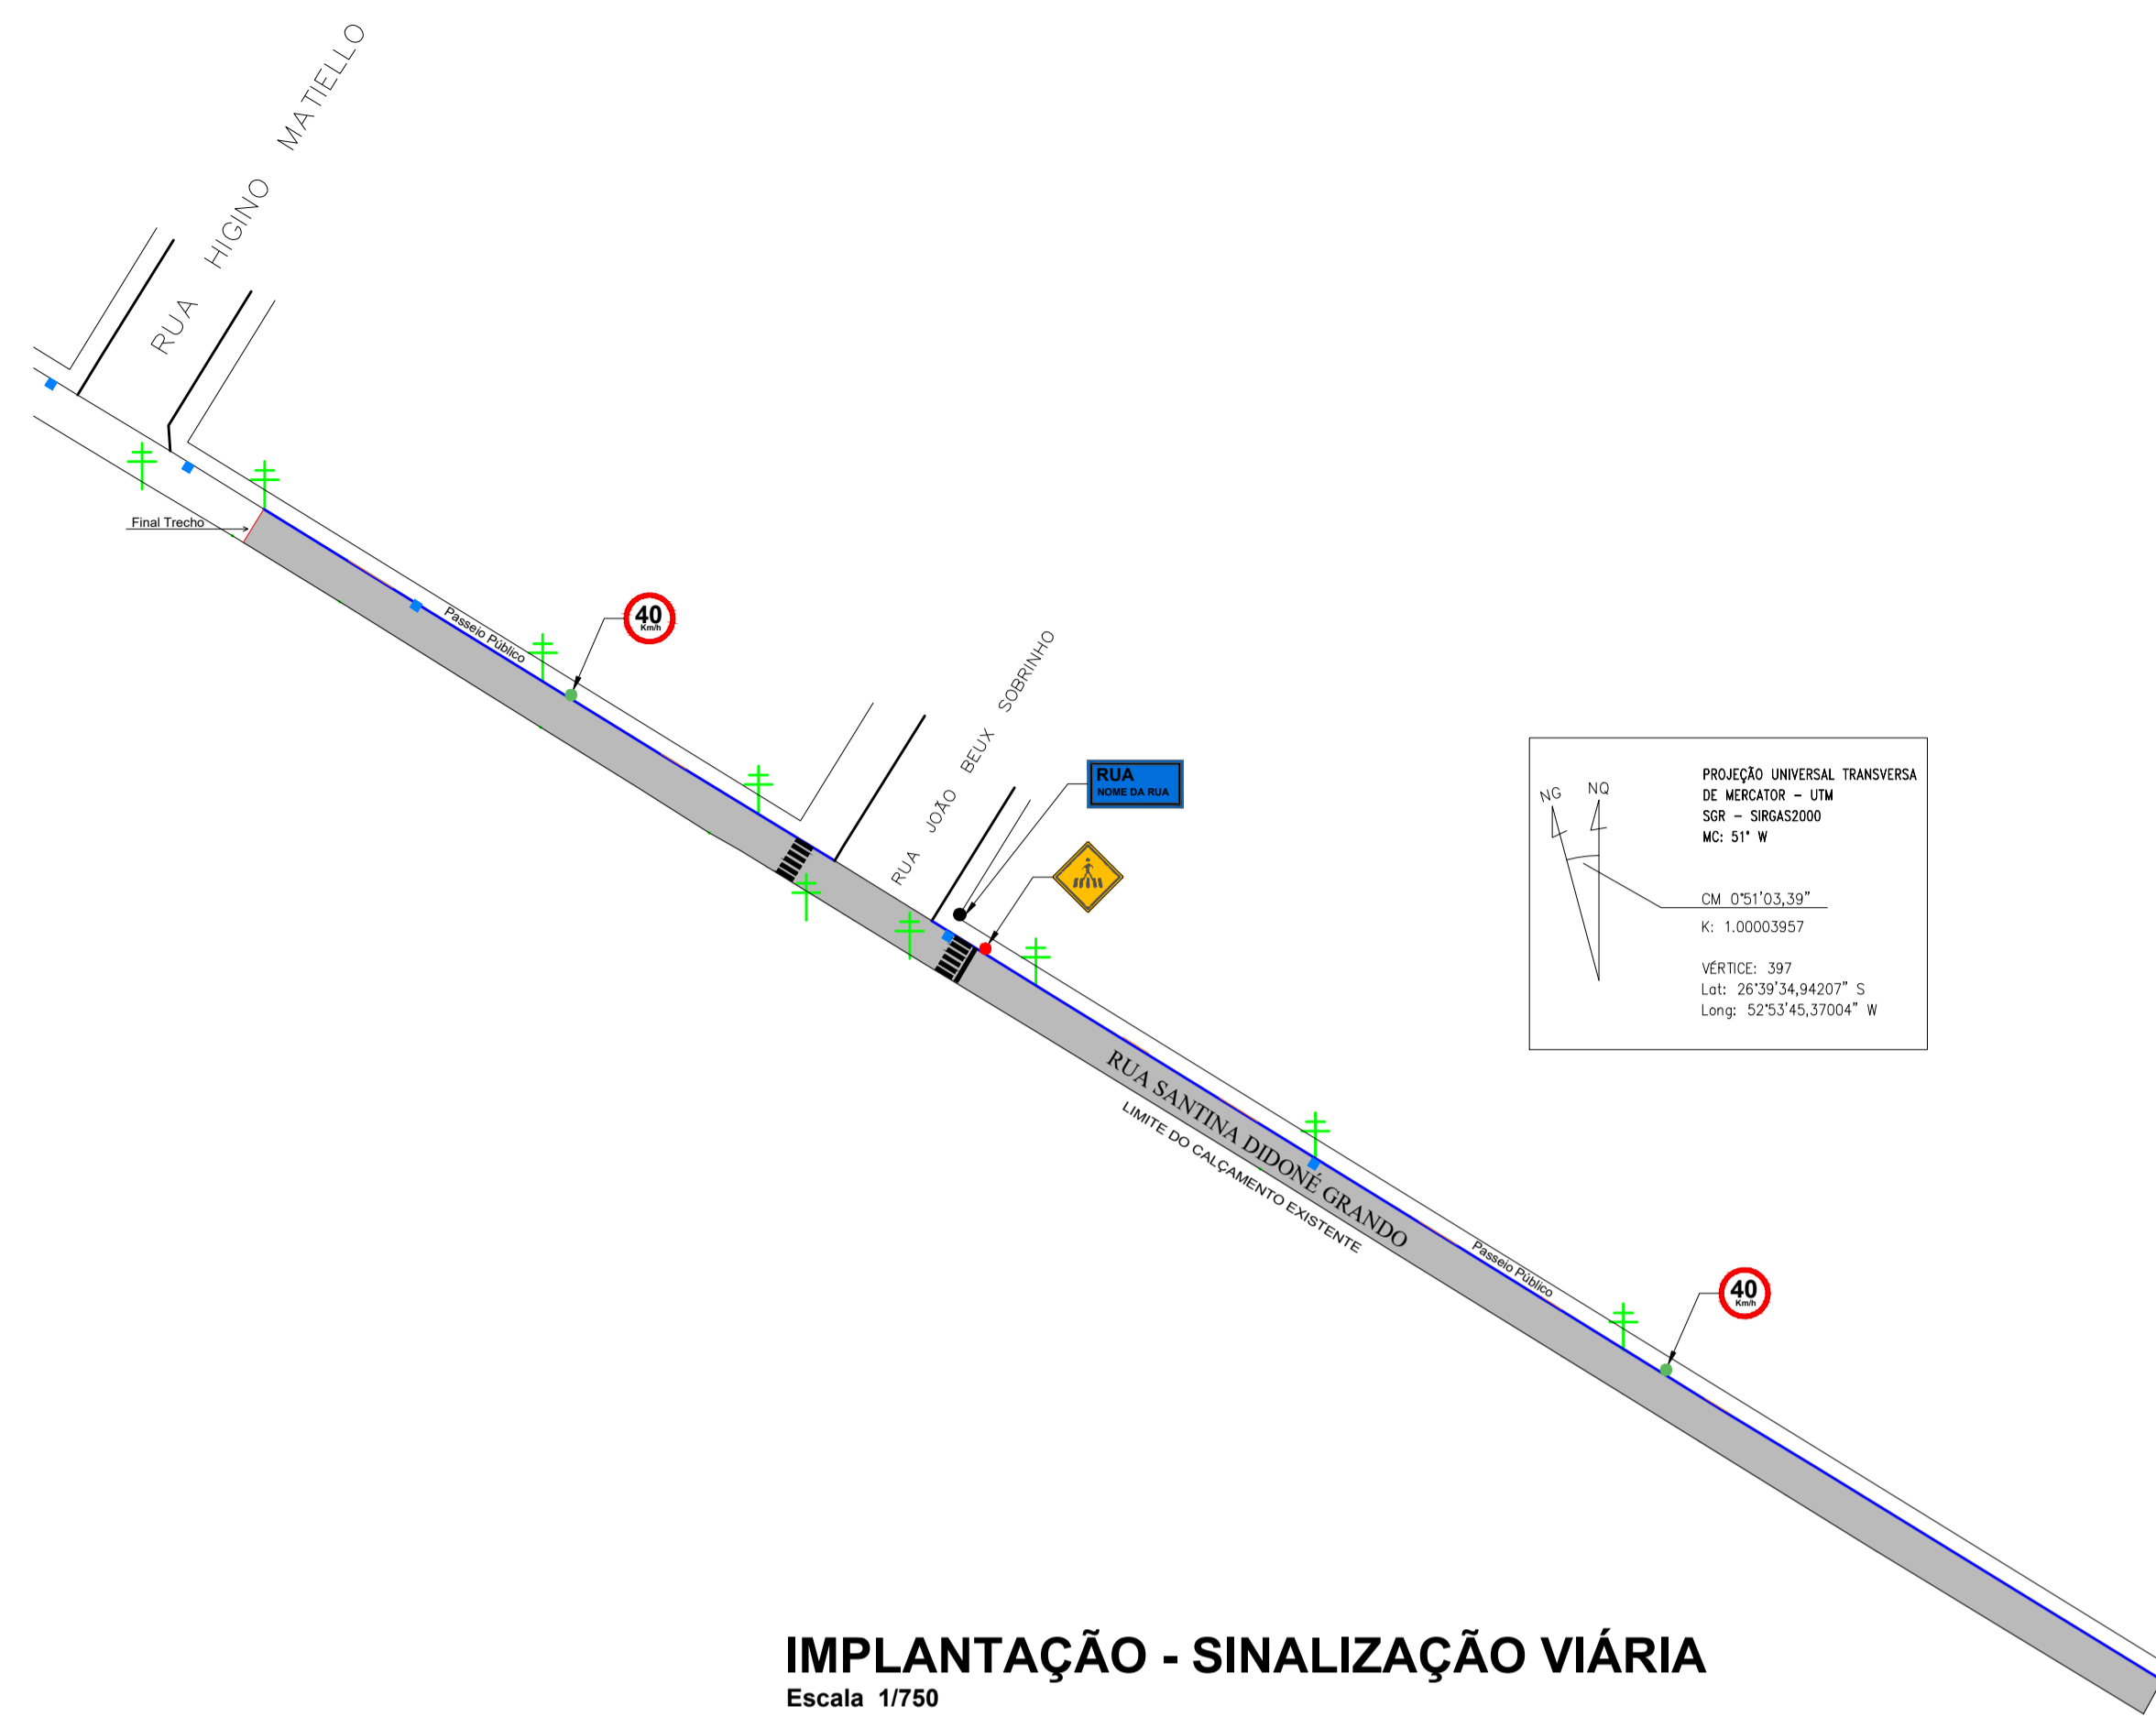 RUA HIGINO MATIELLO
Final Trecho
Passeio Público
40
Km/h
RUA JOÃO BEUX SOBRINHO
RUA
NOME DA RUA
NG
NQ
PROJEÇÃO UNIVERSAL TRANSVERSA
DE MERCATOR - UTM
SGR - SIRGAS2000
MC: 51° W
CM 0°51'03,39"
K: 1.00003957
VÉRTICE: 397
Lat: 26°39'34,94207" S
Long: 52°53'45,37004" W
RUA SANTINA DIDONÉ GRANDO
LIMITE DO CALÇAMENTO EXISTENTE
Passeio Público
40
Km/h
IMPLANTAÇÃO - SINALIZAÇÃO VIÁRIA
Escala 1/750